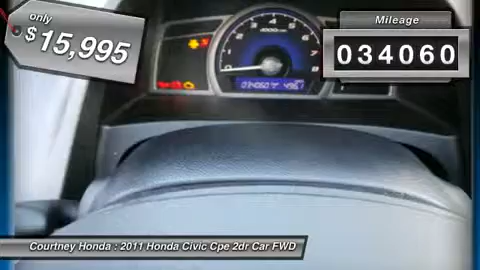 only
$15,995
Mileage
034060
Courtney Honda : 2011 Honda Civic Cpe 2dr Car FWD